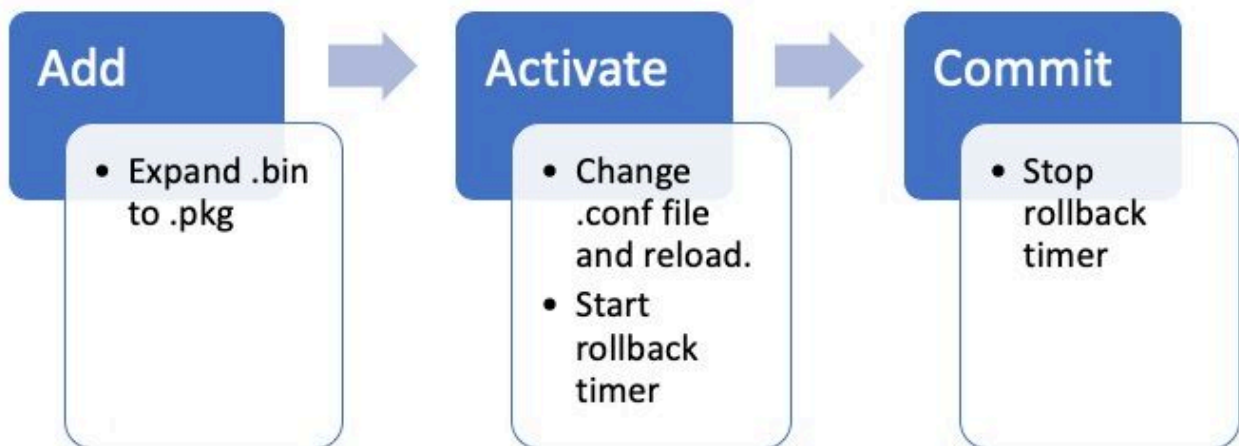 Add
• Expand .bin
to .pkg
Activate
• Change
.conf file
and reload.
• Start
rollback
timer
Commit
• Stop
rollback
timer